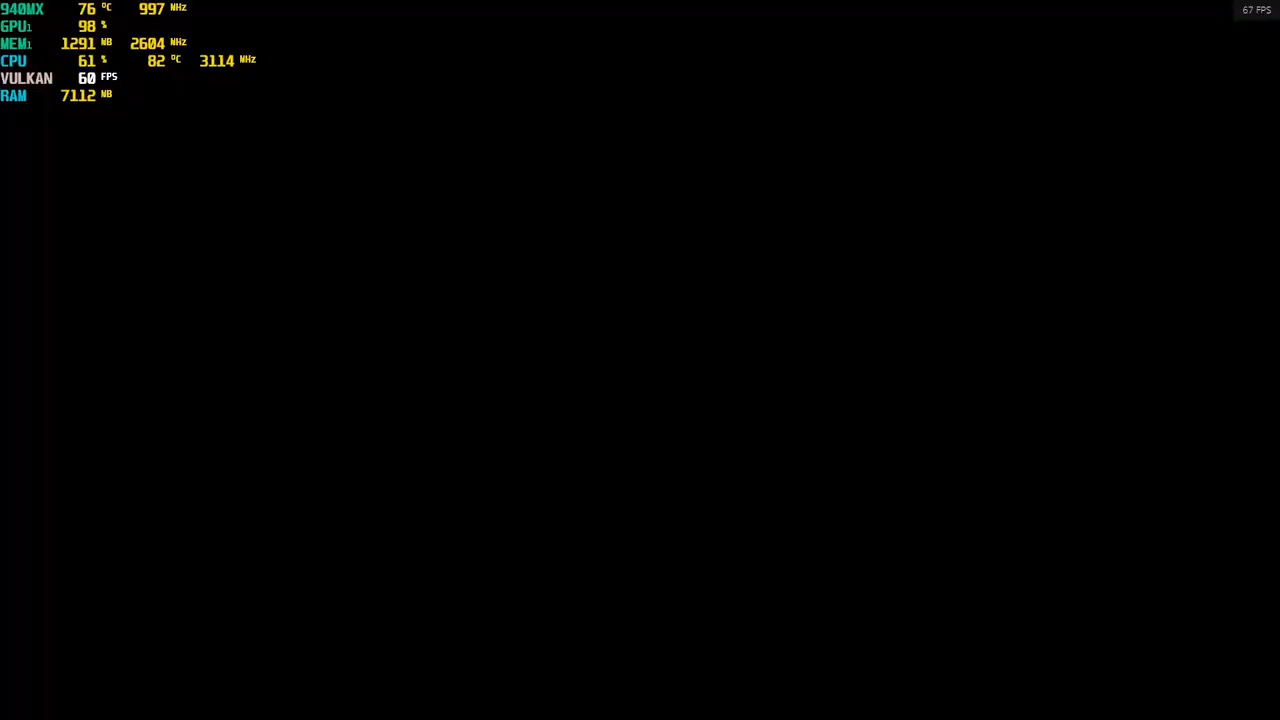 940MX 76 °C 997 MHz
67 FPS
GPU1 98 %
MEM1 1291 MB 2604 MHz
CPU 61 % 82 °C 3114 MHz
VULKAN 60 FPS
RAM 7112 MB